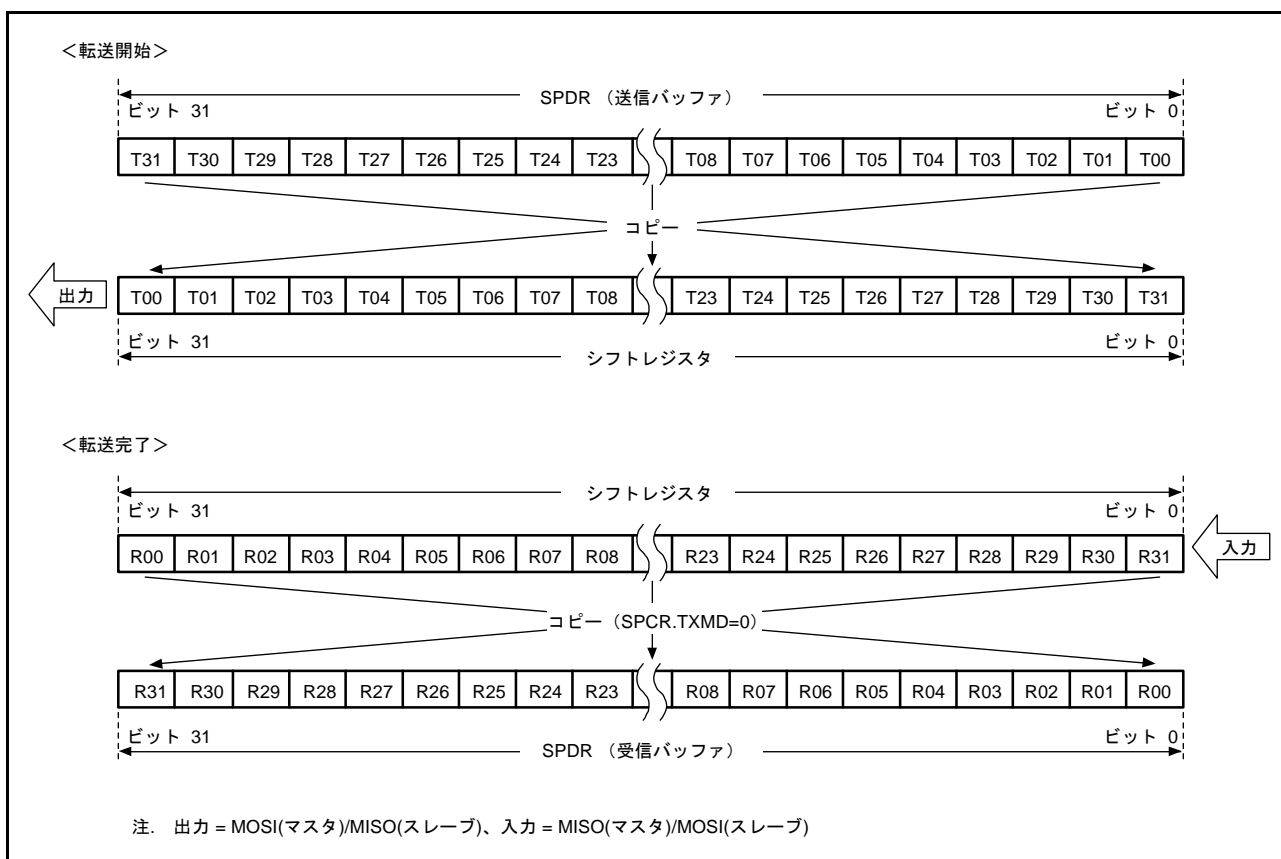 ＜転送開始＞
SPDR （送信バッファ）
ビット 31 ビット 0
T31 T30 T29 T28 T27 T26 T25 T24 T23 T08 T07 T06 T05 T04 T03 T02 T01 T00
コピー
出力 T00 T01 T02 T03 T04 T05 T06 T07 T08 T23 T24 T25 T26 T27 T28 T29 T30 T31
ビット 31 ビット 0
シフトレジスタ
＜転送完了＞
シフトレジスタ
ビット 31 ビット 0
R00 R01 R02 R03 R04 R05 R06 R07 R08 R23 R24 R25 R26 R27 R28 R29 R30 R31 入力
コピー（SPCR.TXMD=0）
R31 R30 R29 R28 R27 R26 R25 R24 R23 R08 R07 R06 R05 R04 R03 R02 R01 R00
ビット 31 ビット 0
SPDR （受信バッファ）
注. 出力 = MOSI(マスタ)/MISO(スレーブ)、入力 = MISO(マスタ)/MOSI(スレーブ)